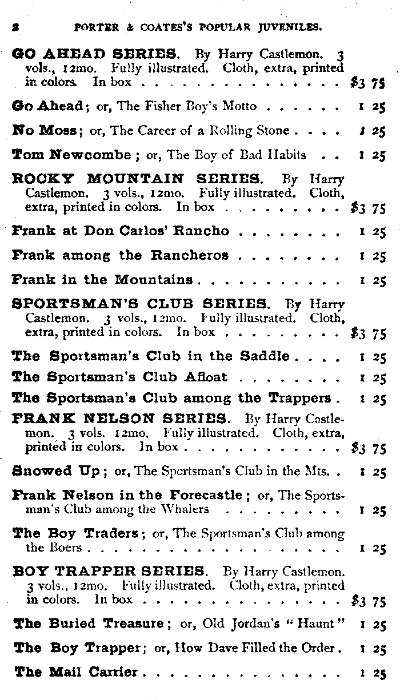 2 PORTER & COATES'S POPULAR JUVENILES.
GO AHEAD SERIES. By Harry Castlemon. 3
vols., 12mo. Fully illustrated. Cloth, extra, printed
in colors. In box . . . . . . . . . . . . . . . $3 75
Go Ahead; or, The Fisher Boy's Motto . . . . . . 1 25
No Moss; or, The Career of a Rolling Stone . . . . 1 25
Tom Newcombe; or, The Boy of Bad Habits . . 1 25
ROCKY MOUNTAIN SERIES. By Harry
Castlemon. 3 vols., 12mo. Fully illustrated. Cloth,
extra, printed in colors. In box . . . . . . . . . $3 75
Frank at Don Carlos' Rancho . . . . . . . . 1 25
Frank among the Rancheros . . . . . . . . . 1 25
Frank in the Mountains . . . . . . . . . . . . 1 25
SPORTSMAN'S CLUB SERIES. By Harry
Castlemon. 3 vols., 12mo. Fully illustrated. Cloth,
extra, printed in colors. In box . . . . . . . . . $3 75
The Sportsman's Club in the Saddle . . . . 1 25
The Sportsman's Club Afloat . . . . . . . . 1 25
The Sportsman's Club among the Trappers . 1 25
FRANK NELSON SERIES. By Harry Castle-
mon. 3 vols. 12mo. Fully illustrated. Cloth, extra,
printed in colors. In box . . . . . . . . . . . . $3 75
Snowed Up; or, The Sportsman's Club in the Mts. . 1 25
Frank Nelson in the Forecastle; or, The Sports-
man's Club among the Whalers . . . . . . . . . 1 25
The Boy Traders; or, The Sportsman's Club among
the Boers . . . . . . . . . . . . . . . . . . . 1 25
BOY TRAPPER SERIES. By Harry Castlemon.
3 vols., 12mo. Fully illustrated. Cloth, extra, printed
in colors. In box . . . . . . . . . . . . . . . $3 75
The Buried Treasure; or, Old Jordan's "Haunt" 1 25
The Boy Trapper; or, How Dave Filled the Order . 1 25
The Mail Carrier . . . . . . . . . . . . . . . 1 25